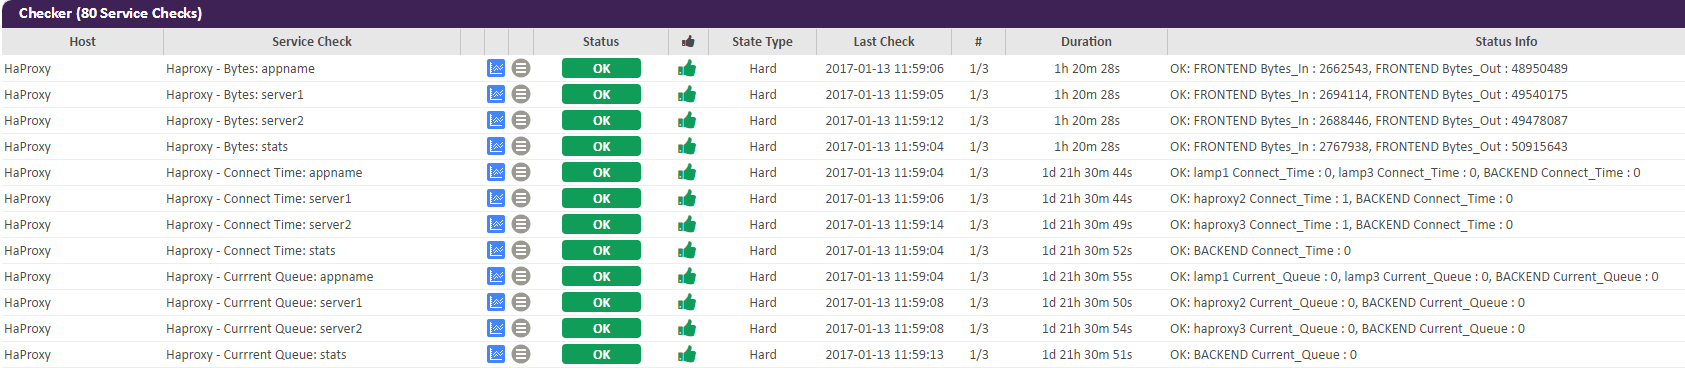 Checker (80 Service Checks)
Host Service Check Status State Type Last Check # Duration Status Info
HaProxy Haproxy - Bytes: appname OK Hard 2017-01-13 11:59:06 1/3 1h 20m 28s OK: FRONTEND Bytes_In : 2662543, FRONTEND Bytes_Out : 48950489
HaProxy Haproxy - Bytes: server1 OK Hard 2017-01-13 11:59:05 1/3 1h 20m 28s OK: FRONTEND Bytes_In : 2694114, FRONTEND Bytes_Out : 49540175
HaProxy Haproxy - Bytes: server2 OK Hard 2017-01-13 11:59:12 1/3 1h 20m 28s OK: FRONTEND Bytes_In : 2688446, FRONTEND Bytes_Out : 49478087
HaProxy Haproxy - Bytes: stats OK Hard 2017-01-13 11:59:04 1/3 1h 20m 28s OK: FRONTEND Bytes_In : 2767938, FRONTEND Bytes_Out : 50915643
HaProxy Haproxy - Connect Time: appname OK Hard 2017-01-13 11:59:04 1/3 1d 21h 30m 44s OK: lamp1 Connect_Time : 0, lamp3 Connect_Time : 0, BACKEND Connect_Time : 0
HaProxy Haproxy - Connect Time: server1 OK Hard 2017-01-13 11:59:06 1/3 1d 21h 30m 44s OK: haproxy2 Connect_Time : 1, BACKEND Connect_Time : 0
HaProxy Haproxy - Connect Time: server2 OK Hard 2017-01-13 11:59:14 1/3 1d 21h 30m 49s OK: haproxy3 Connect_Time : 1, BACKEND Connect_Time : 0
HaProxy Haproxy - Connect Time: stats OK Hard 2017-01-13 11:59:04 1/3 1d 21h 30m 52s OK: BACKEND Connect_Time : 0
HaProxy Haproxy - Currrent Queue: appname OK Hard 2017-01-13 11:59:04 1/3 1d 21h 30m 55s OK: lamp1 Current_Queue : 0, lamp3 Current_Queue : 0, BACKEND Current_Queue : 0
HaProxy Haproxy - Currrent Queue: server1 OK Hard 2017-01-13 11:59:08 1/3 1d 21h 30m 50s OK: haproxy2 Current_Queue : 0, BACKEND Current_Queue : 0
HaProxy Haproxy - Currrent Queue: server2 OK Hard 2017-01-13 11:59:08 1/3 1d 21h 30m 54s OK: haproxy3 Current_Queue : 0, BACKEND Current_Queue : 0
HaProxy Haproxy - Currrent Queue: stats OK Hard 2017-01-13 11:59:13 1/3 1d 21h 30m 51s OK: BACKEND Current_Queue : 0